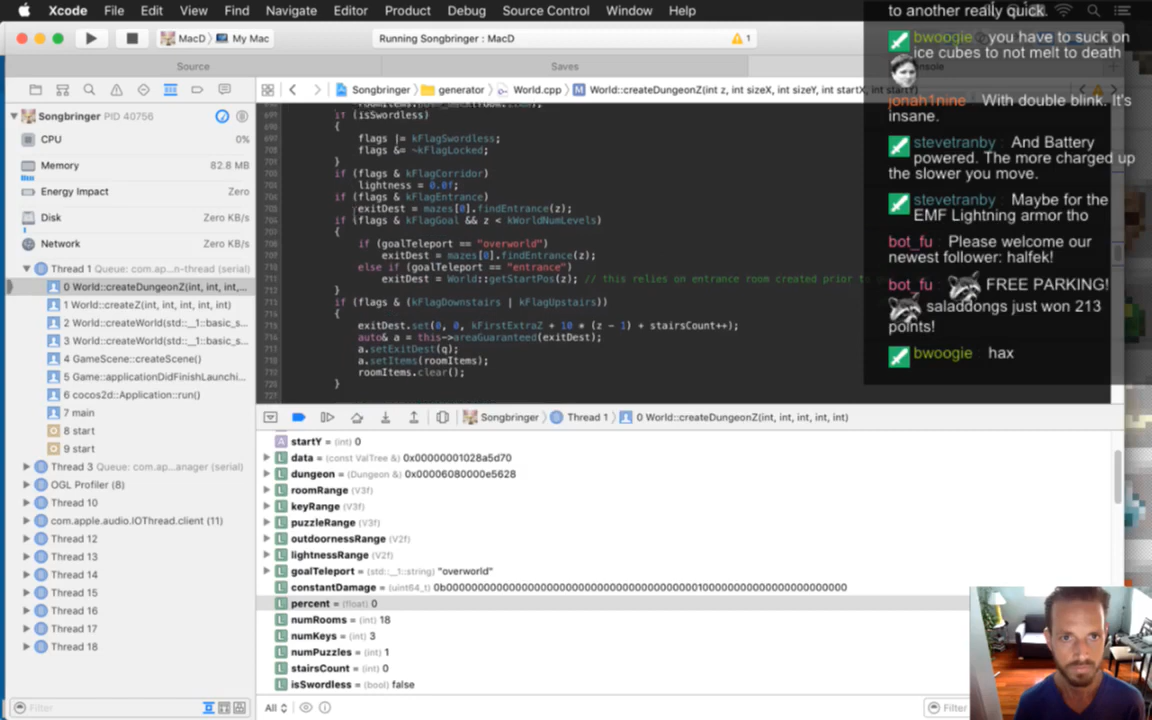 Xcode File Edit View Find Navigate Editor Product Debug Source Control Window Help
MacD My Mac
Running Songbringer : MacD
1
Source
Saves
Songbringer PID 40756
CPU 0%
Memory 82.8 MB
Energy Impact Zero
Disk Zero KB/s
Network Zero KB/s
Thread 1 Queue: com.ap...n-thread (serial)
0 World::createDungeonZ(int, int, int,...
1 World::createZ(int, int, int, int, int)
2 World::createWorld(std::__1::basic_s...
3 World::createWorld(std::__1::basic_s...
4 GameScene::createScene()
5 Game::applicationDidFinishLaunchi...
6 cocos2d::Application::run()
7 main
8 start
9 start
Thread 3 Queue: com.ap...anager (serial)
OGL Profiler (8)
Thread 10
com.apple.audio.IOThread.client (11)
Thread 12
Thread 13
Thread 14
Thread 15
Thread 16
Thread 17
Thread 18
Filter
Songbringer generator World.cpp World::createDungeonZ(int z, int sizeX, int sizeY, int startX, int startY)
if (isSwordless)
{
flags |= kFlagSwordless;
flags &= ~kFlagLocked;
}
if (flags & kFlagCorridor)
lightness = 0.0f;
if (flags & kFlagEntrance)
exitDest = mazes[0].findEntrance(z);
if (flags & kFlagGoal && z < kWorldNumLevels)
{
if (goalTeleport == "overworld")
exitDest = mazes[0].findEntrance(z);
else if (goalTeleport == "entrance")
exitDest = World::getStartPos(z); // this relies on entrance room created prior to
}
if (flags & (kFlagDownstairs | kFlagUpstairs))
{
exitDest.set(0, 0, kFirstExtraZ + 10 * (z - 1) + stairsCount++);
auto& a = this->areaGuaranteed(exitDest);
a.setExitDest(q);
a.setItems(roomItems);
roomItems.clear();
}
Songbringer Thread 1 0 World::createDungeonZ(int, int, int, int, int)
startY = (int) 0
data = (const ValTree &) 0x00000001028a5d70
dungeon = (Dungeon &) 0x00006080000e5628
roomRange (V3f)
keyRange (V3f)
puzzleRange (V3f)
outdoornessRange (V2f)
lightnessRange (V2f)
goalTeleport = (std::__1::string) "overworld"
percent = (float) 0
numRooms = (int) 18
numKeys = (int) 3
numPuzzles = (int) 1
stairsCount = (int) 0
isSwordless = (bool) false
All
Filter
to another really quick.
bwoogie: you have to suck on
ice cubes to not melt to death
jonah1nine: With double blink. It's
insane.
stevetranby: And Battery
powered. The more charged up
the slower you move.
stevetranby: Maybe for the
EMF Lightning armor tho
bot_fu: Please welcome our
newest follower: halfek!
bot_fu: FREE PARKING!
saladdongs just won 213
points!
bwoogie: hax